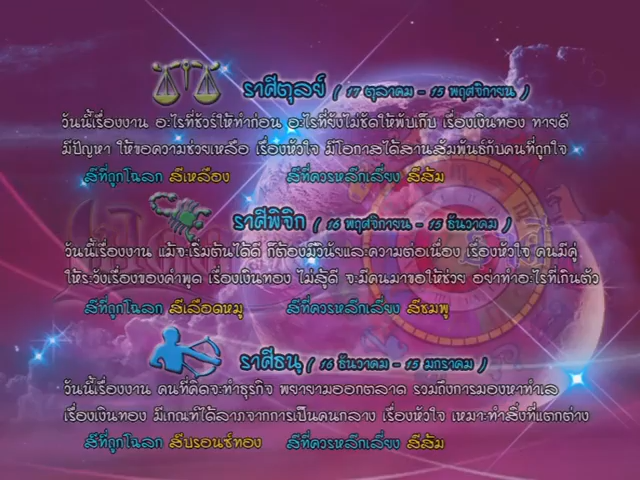 ราศีตุลย์ ( 17 ตุลาคม - 15 พฤศจิกายน )
วันนี้เรื่องงาน อะไรที่ชัวร์ให้ทำก่อน อะไรที่ยังไม่ชัดให้พับเก็บ เรื่องเงินทอง ทายดี
มีปัญหา ให้ขอความช่วยเหลือ เรื่องหัวใจ มีโอกาสได้สานสัมพันธ์กับคนที่ถูกใจ
สีที่ถูกโฉลก สีเหลือง สีที่ควรหลีกเลี่ยง สีส้ม
ราศีพิจิก ( 16 พฤศจิกายน - 15 ธันวาคม )
วันนี้เรื่องงาน แม้จะเริ่มต้นได้ดี ก็ต้องมีวินัยและความต่อเนื่อง เรื่องหัวใจ คนมีคู่
ให้ระวังเรื่องของคำพูด เรื่องเงินทอง ไม่สู้ดี จะมีคนมาขอให้ช่วย อย่าทำอะไรที่เกินตัว
สีที่ถูกโฉลก สีเลือดหมู สีที่ควรหลีกเลี่ยง สีชมพู
ราศีธนู ( 16 ธันวาคม - 15 มกราคม )
วันนี้เรื่องงาน คนที่คิดจะทำธุรกิจ พยายามออกตลาด รวมถึงการมองหาทำเล
เรื่องเงินทอง มีเกณฑ์ได้ลาภจากการเป็นคนกลาง เรื่องหัวใจ เหมาะทำสิ่งที่แตกต่าง
สีที่ถูกโฉลก สีบรอนซ์ทอง สีที่ควรหลีกเลี่ยง สีส้ม